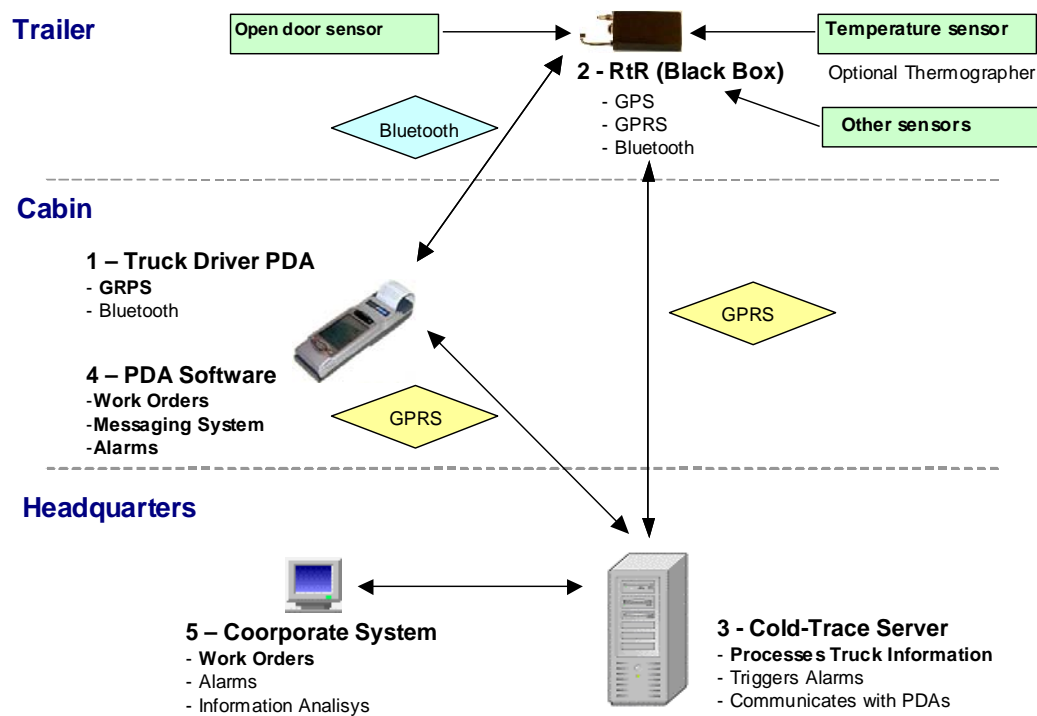 Trailer
Open door sensor
Temperature sensor
2 - RtR (Black Box)
Optional Thermographer
- GPS
- GPRS
- Bluetooth
Other sensors
Bluetooth
Cabin
1 – Truck Driver PDA
- GRPS
- Bluetooth
GPRS
4 – PDA Software
-Work Orders
-Messaging System
-Alarms
GPRS
Headquarters
5 – Coorporate System
- Work Orders
- Alarms
- Information Analisys
3 - Cold-Trace Server
- Processes Truck Information
- Triggers Alarms
- Communicates with PDAs